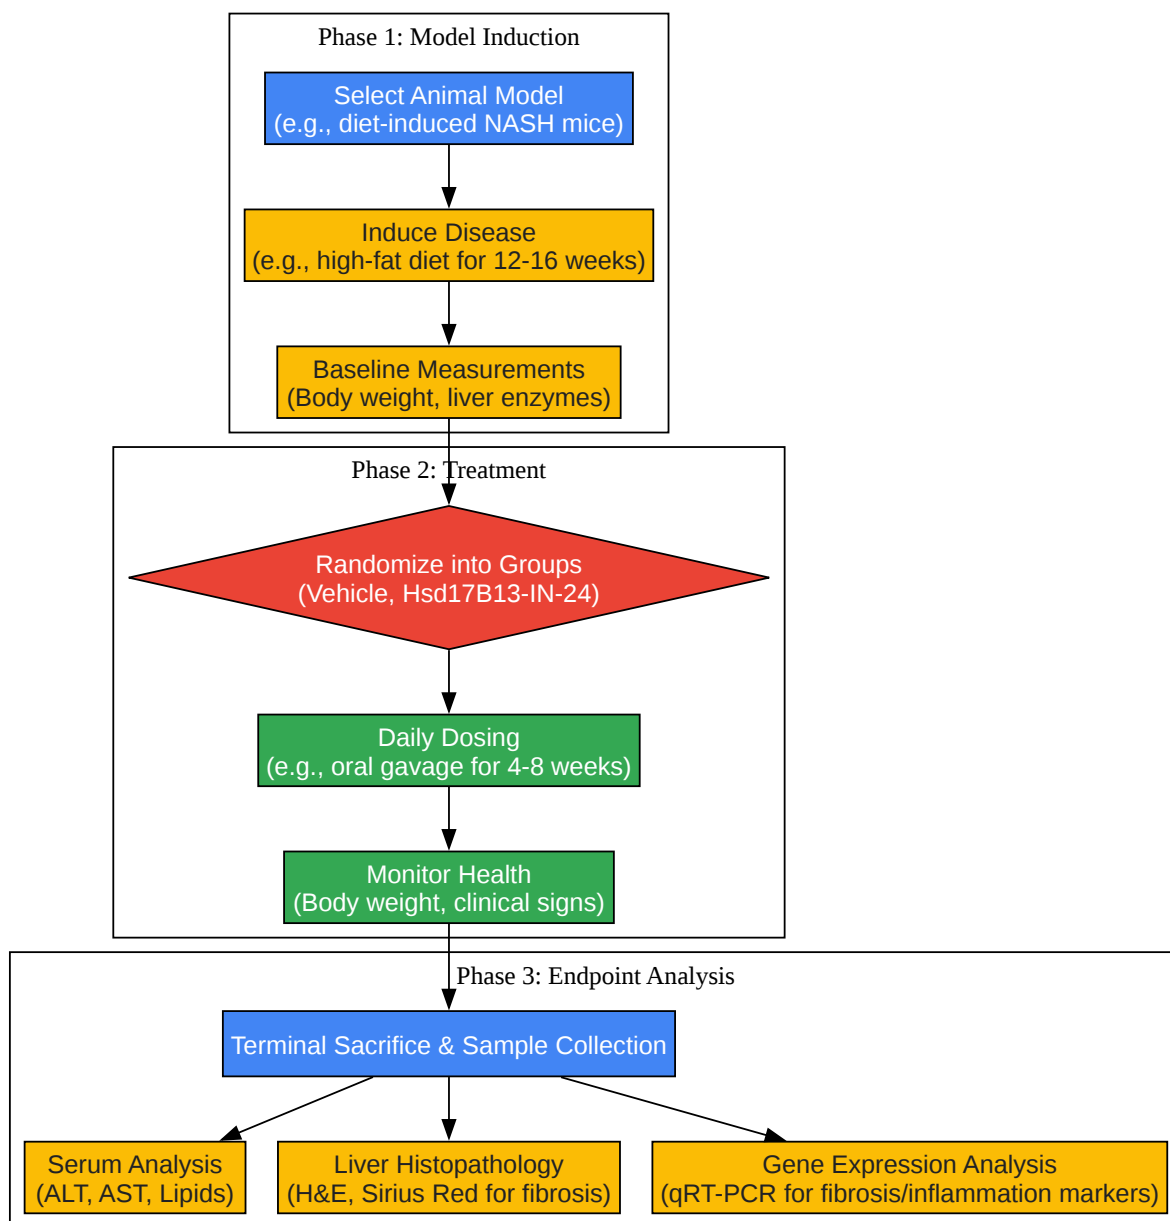 Phase 1: Model Induction
Select Animal Model
(e.g., diet-induced NASH mice)
Induce Disease
(e.g., high-fat diet for 12-16 weeks)
Baseline Measurements
(Body weight, liver enzymes)
Phase 2: Treatment
Randomize into Groups
(Vehicle, Hsd17B13-IN-24)
Daily Dosing
(e.g., oral gavage for 4-8 weeks)
Monitor Health
(Body weight, clinical signs)
Phase 3: Endpoint Analysis
Terminal Sacrifice & Sample Collection
Serum Analysis
(ALT, AST, Lipids)
Liver Histopathology
(H&E, Sirius Red for fibrosis)
Gene Expression Analysis
(qRT-PCR for fibrosis/inflammation markers)